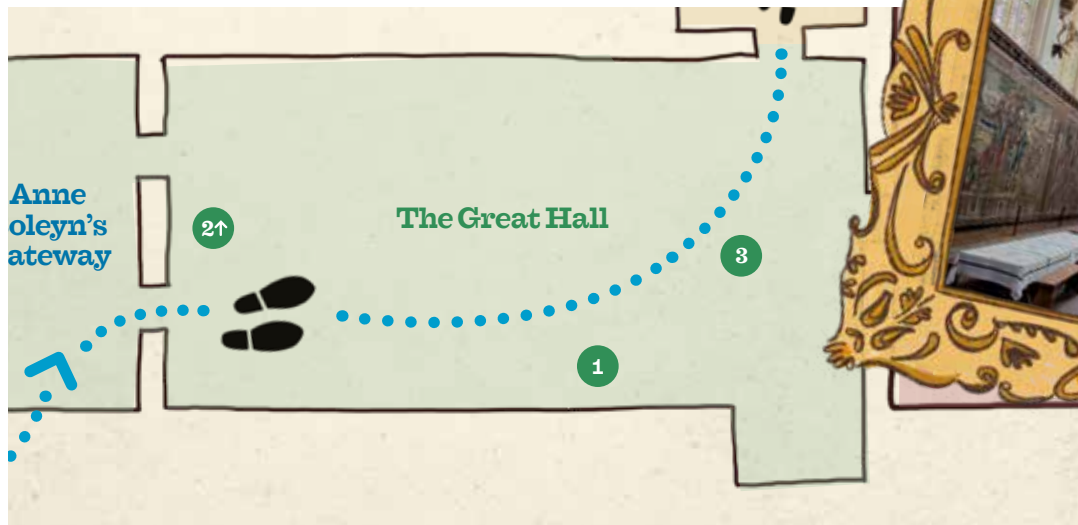 Anne
oleyn's
ateway
2↑
The Great Hall
3
1